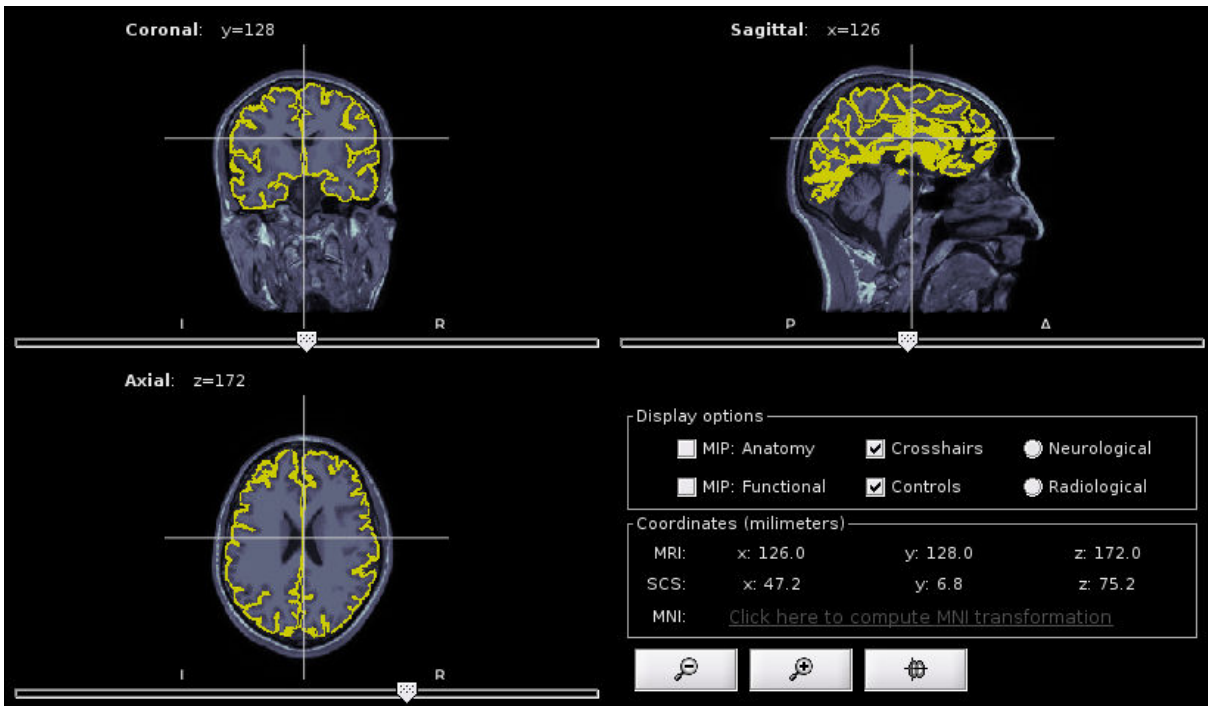 Coronal: y=128
Sagittal: x=126
R
P
Axial: z=172
R
Display options
MIP: Anatomy
Crosshairs
Neurological
MIP: Functional
Controls
Radiological
Coordinates (milimeters)
MRI: x: 126.0 y: 128.0 z: 172.0
SCS: x: 47.2 y: 6.8 z: 75.2
MNI: Click here to compute MNI transformation